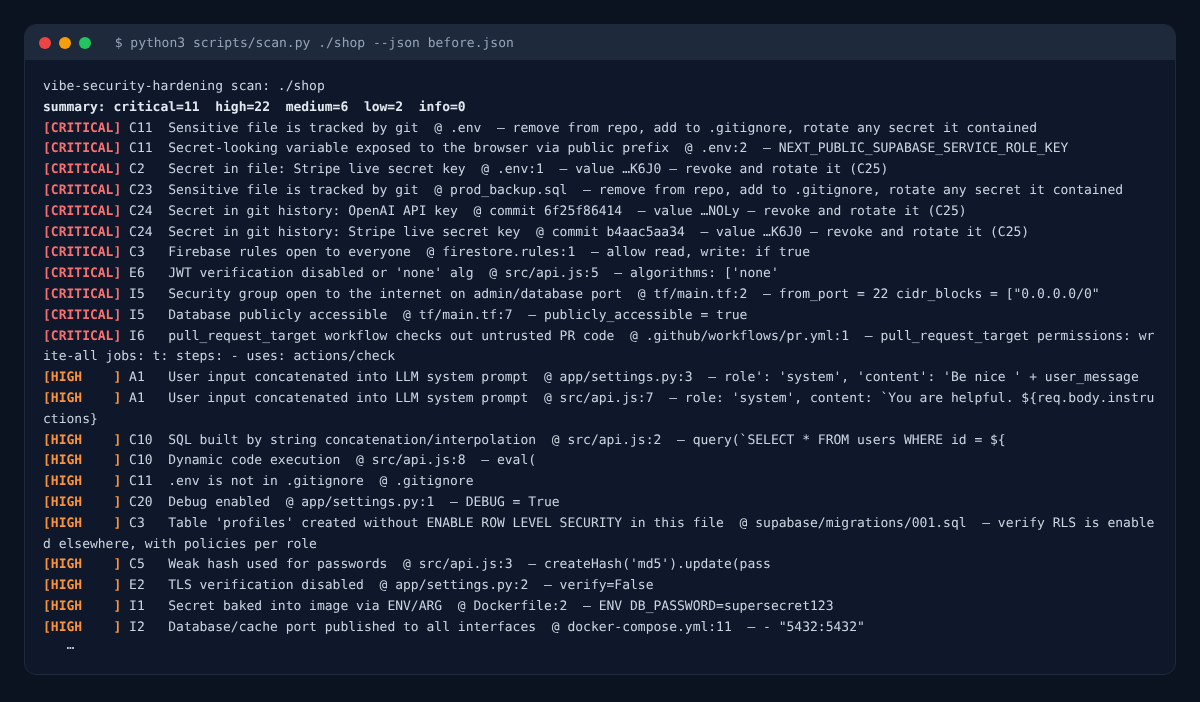 $ python3 scripts/scan.py ./shop --json before.json
vibe-security-hardening scan: ./shop
summary: critical=11  high=22  medium=6  low=2  info=0
[CRITICAL] C11  Sensitive file is tracked by git  @ .env  — remove from repo, add to .gitignore, rotate any secret it contained
[CRITICAL] C11  Secret-looking variable exposed to the browser via public prefix  @ .env:2  — NEXT_PUBLIC_SUPABASE_SERVICE_ROLE_KEY
[CRITICAL] C2   Secret in file: Stripe live secret key  @ .env:1  — value …K6J0 — revoke and rotate it (C25)
[CRITICAL] C23  Sensitive file is tracked by git  @ prod_backup.sql  — remove from repo, add to .gitignore, rotate any secret it contained
[CRITICAL] C24  Secret in git history: OpenAI API key  @ commit 6f25f86414  — value …NOLy — revoke and rotate it (C25)
[CRITICAL] C24  Secret in git history: Stripe live secret key  @ commit b4aac5aa34  — value …K6J0 — revoke and rotate it (C25)
[CRITICAL] C3   Firebase rules open to everyone  @ firestore.rules:1  — allow read, write: if true
[CRITICAL] E6   JWT verification disabled or 'none' alg  @ src/api.js:5  — algorithms: ['none'
[CRITICAL] I5   Security group open to the internet on admin/database port  @ tf/main.tf:2  — from_port = 22 cidr_blocks = ["0.0.0.0/0"
[CRITICAL] I5   Database publicly accessible  @ tf/main.tf:7  — publicly_accessible = true
[CRITICAL] I6   pull_request_target workflow checks out untrusted PR code  @ .github/workflows/pr.yml:1  — pull_request_target permissions: wr
ite-all jobs: t: steps: - uses: actions/check
[HIGH    ] A1   User input concatenated into LLM system prompt  @ app/settings.py:3  — role': 'system', 'content': 'Be nice ' + user_message
[HIGH    ] A1   User input concatenated into LLM system prompt  @ src/api.js:7  — role: 'system', content: `You are helpful. ${req.body.instru
ctions}
[HIGH    ] C10  SQL built by string concatenation/interpolation  @ src/api.js:2  — query(`SELECT * FROM users WHERE id = ${
[HIGH    ] C10  Dynamic code execution  @ src/api.js:8  — eval(
[HIGH    ] C11  .env is not in .gitignore  @ .gitignore
[HIGH    ] C20  Debug enabled  @ app/settings.py:1  — DEBUG = True
[HIGH    ] C3   Table 'profiles' created without ENABLE ROW LEVEL SECURITY in this file  @ supabase/migrations/001.sql  — verify RLS is enable
d elsewhere, with policies per role
[HIGH    ] C5   Weak hash used for passwords  @ src/api.js:3  — createHash('md5').update(pass
[HIGH    ] E2   TLS verification disabled  @ app/settings.py:2  — verify=False
[HIGH    ] I1   Secret baked into image via ENV/ARG  @ Dockerfile:2  — ENV DB_PASSWORD=supersecret123
[HIGH    ] I2   Database/cache port published to all interfaces  @ docker-compose.yml:11  — - "5432:5432"
…